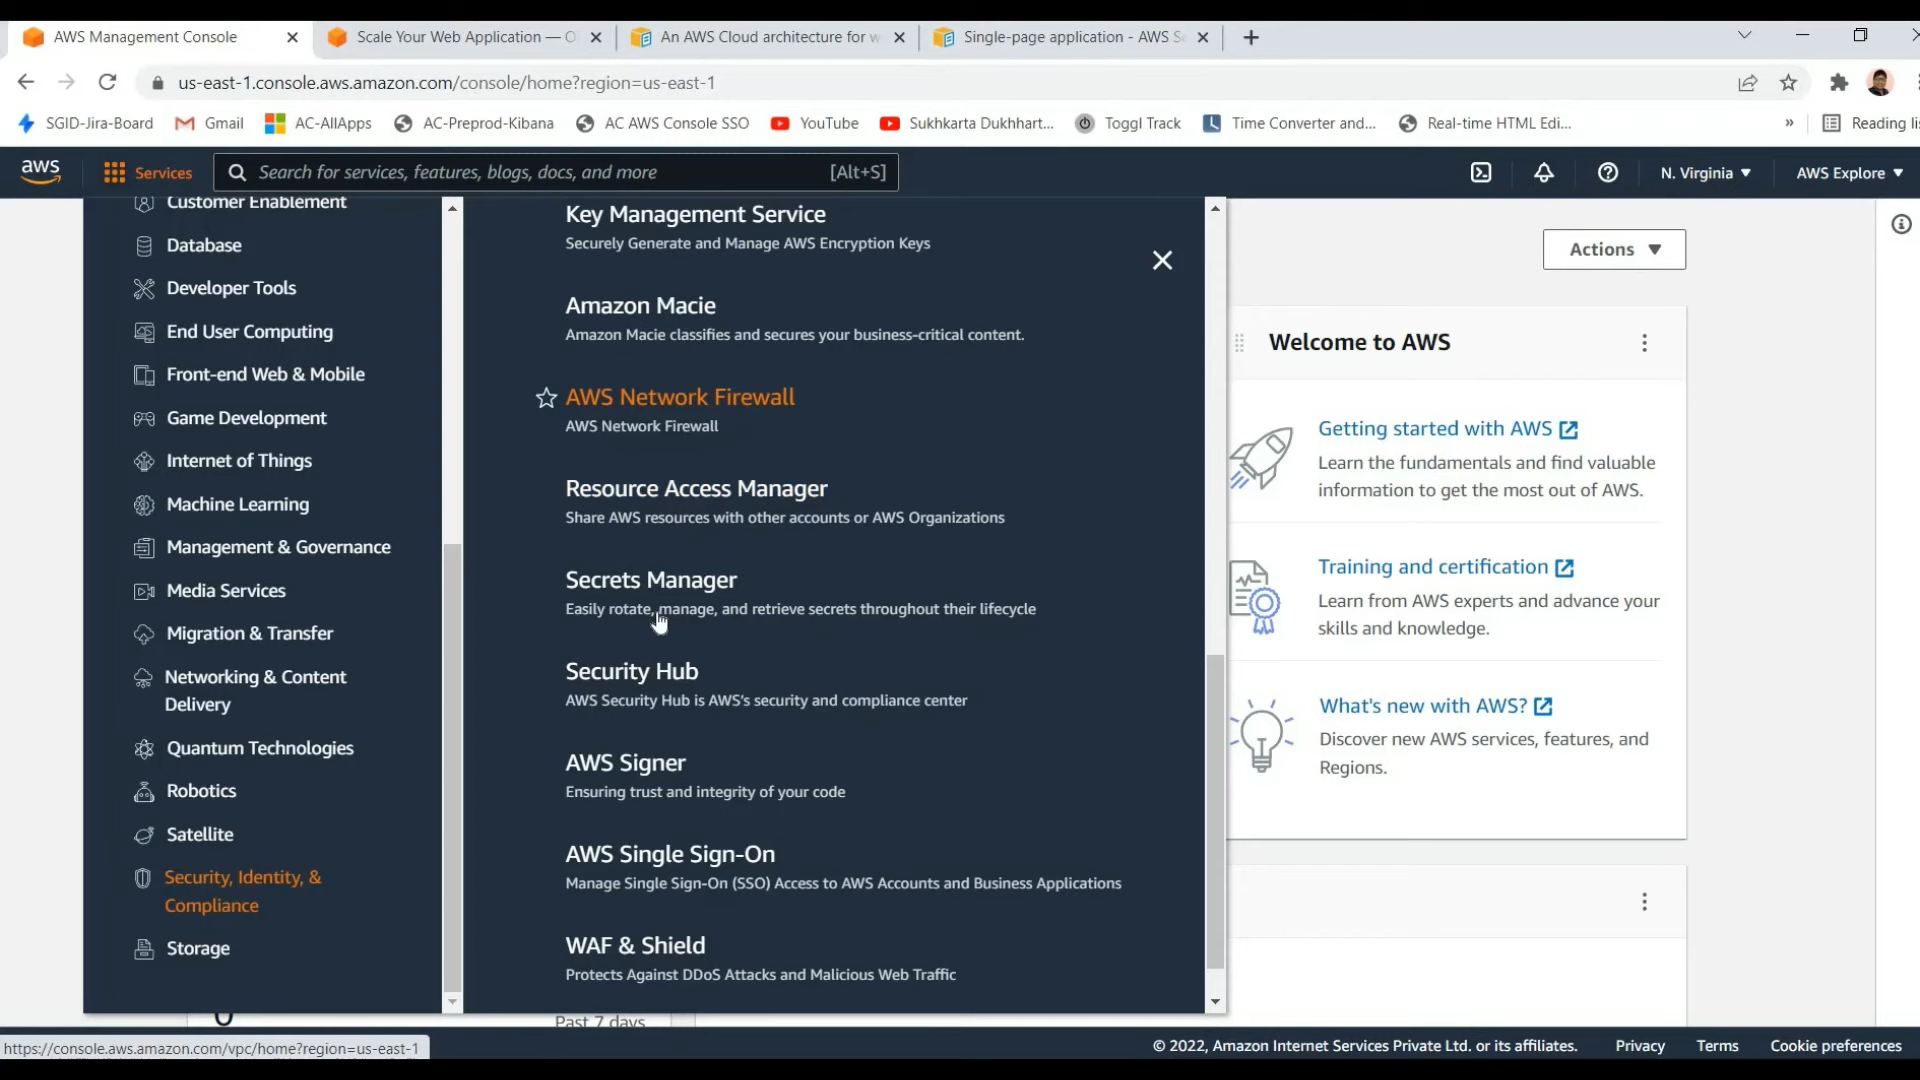 AWS Management Console
Scale Your Web Application — O
An AWS Cloud architecture for w
Single-page application - AWS S
us-east-1.console.aws.amazon.com/console/home?region=us-east-1
SGID-Jira-Board
Gmail
AC-AllApps
AC-Preprod-Kibana
AC AWS Console SSO
YouTube
Sukhkarta Dukhhart...
Toggl Track
Time Converter and...
Real-time HTML Edi...
»
Reading lis
aws
Services
Search for services, features, blogs, docs, and more
[Alt+S]
N. Virginia
AWS Explore
Customer Enablement
Database
Developer Tools
End User Computing
Front-end Web & Mobile
Game Development
Internet of Things
Machine Learning
Management & Governance
Media Services
Migration & Transfer
Networking & Content
Delivery
Quantum Technologies
Robotics
Satellite
Security, Identity, &
Compliance
Storage
Key Management Service
Securely Generate and Manage AWS Encryption Keys
Amazon Macie
Amazon Macie classifies and secures your business-critical content.
AWS Network Firewall
AWS Network Firewall
Resource Access Manager
Share AWS resources with other accounts or AWS Organizations
Secrets Manager
Easily rotate, manage, and retrieve secrets throughout their lifecycle
Security Hub
AWS Security Hub is AWS's security and compliance center
AWS Signer
Ensuring trust and integrity of your code
AWS Single Sign-On
Manage Single Sign-On (SSO) Access to AWS Accounts and Business Applications
WAF & Shield
Protects Against DDoS Attacks and Malicious Web Traffic
Actions
Welcome to AWS
Getting started with AWS
Learn the fundamentals and find valuable
information to get the most out of AWS.
Training and certification
Learn from AWS experts and advance your
skills and knowledge.
What's new with AWS?
Discover new AWS services, features, and
Regions.
0
Past 7 days
https://console.aws.amazon.com/vpc/home?region=us-east-1
© 2022, Amazon Internet Services Private Ltd. or its affiliates.
Privacy
Terms
Cookie preferences